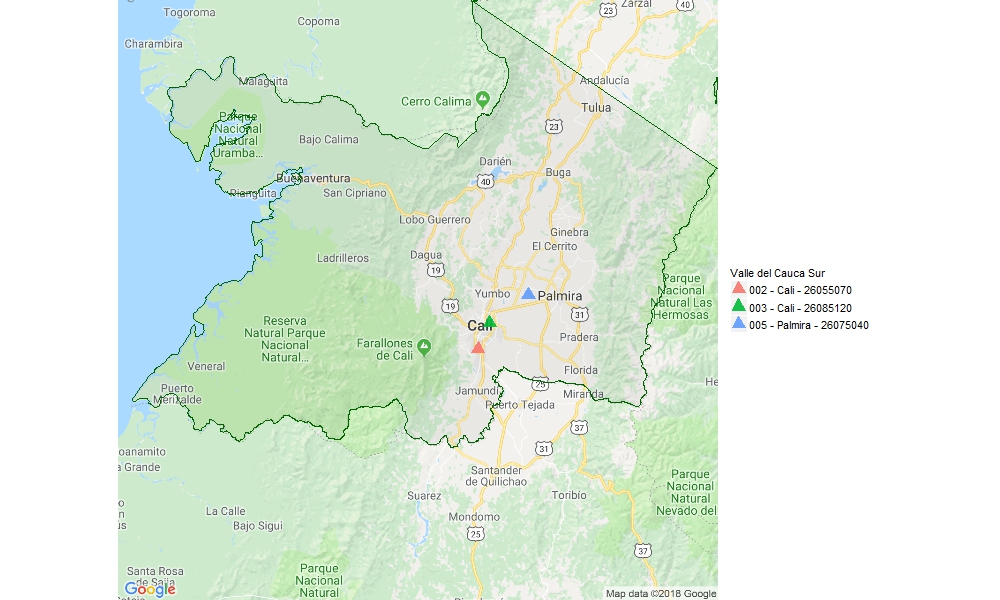 Togoroma
Copoma
23
Zarzal
40
Charambira
Malaguita
Andalucía
Cerro Calima
Tulua
Parque
Nacional
Natural
Uramba...
23
Bajo Calima
Darién
Buga
40
Buenaventura
Pianguita
San Cipriano
Lobo Guerrero
Ginebra
El Cerrito
Ladrilleros
Dagua
19
Parque
Nacional
Natural Las
Hermosas
Yumbo
Palmira
19
31
Cali
Reserva
Natural Parque
Nacional
Natural...
Farallones
de Cali
Pradera
Veneral
Florida
Puerto
Merizalde
Jamundí
25
Miranda
Puerto Tejada
He
37
31
oanamito
a Grande
Santander
de Quilichao
Parque
Nacional
Natural
Nevado del
Suarez
Toribío
La Calle
Bajo Sigui
Mondomo
25
37
Santa Rosa
de Saija
Parque
Nacional
Natural
Google
Map data ©2018 Google
Valle del Cauca Sur
002 - Cali - 26055070
003 - Cali - 26085120
005 - Palmira - 26075040